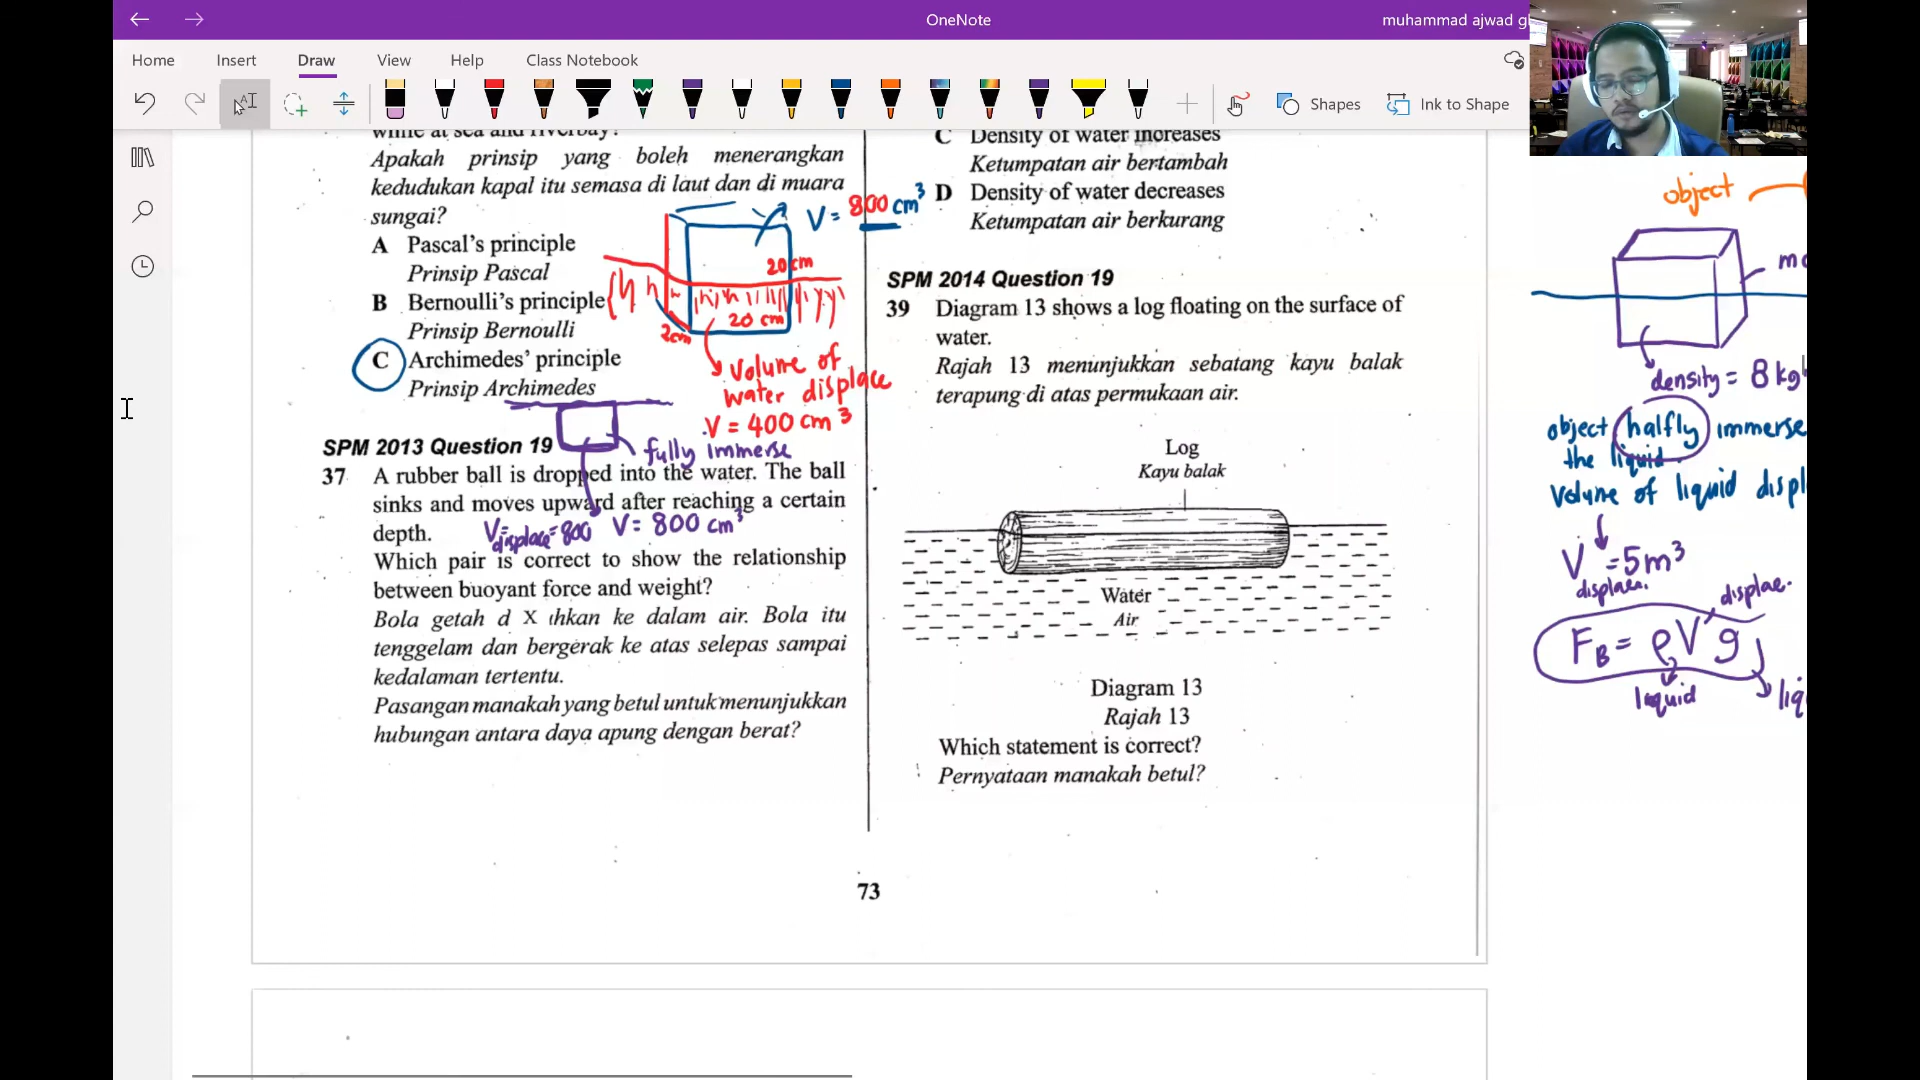 OneNote
muhammad ajwad
Home
Insert
Draw
View
Help
Class Notebook
Shapes
Ink to Shape
while at sea and riverbay?
Apakah prinsip yang boleh menerangkan
kedudukan kapal itu semasa di laut dan di muara
sungai?
A Pascal's principle
Prinsip Pascal
B Bernoulli's principle
Prinsip Bernoulli
C Archimedes' principle
Prinsip Archimedes
V = 800 cm³
20 cm
20 cm
2cm
Volume of
water displace
V = 400 cm³
fully immerse
SPM 2013 Question 19
37 A rubber ball is dropped into the water. The ball
sinks and moves upward after reaching a certain
depth.
V displace = 800 V = 800 cm³
Which pair is correct to show the relationship
between buoyant force and weight?
Bola getah d X ihkan ke dalam air. Bola itu
tenggelam dan bergerak ke atas selepas sampai
kedalaman tertentu.
Pasangan manakah yang betul untuk menunjukkan
hubungan antara daya apung dengan berat?
C Density of water increases
Ketumpatan air bertambah
D Density of water decreases
Ketumpatan air berkurang
SPM 2014 Question 19
39 Diagram 13 shows a log floating on the surface of
water.
Rajah 13 menunjukkan sebatang kayu balak
terapung di atas permukaan air.
Log
Kayu balak
Water
Air
Diagram 13
Rajah 13
Which statement is correct?
Pernyataan manakah betul?
73
object
density = 8 kg
object halfly immerse
the liquid
Volume of liquid displ
V = 5m³
displace.
displace.
F_B = ρVg
liquid